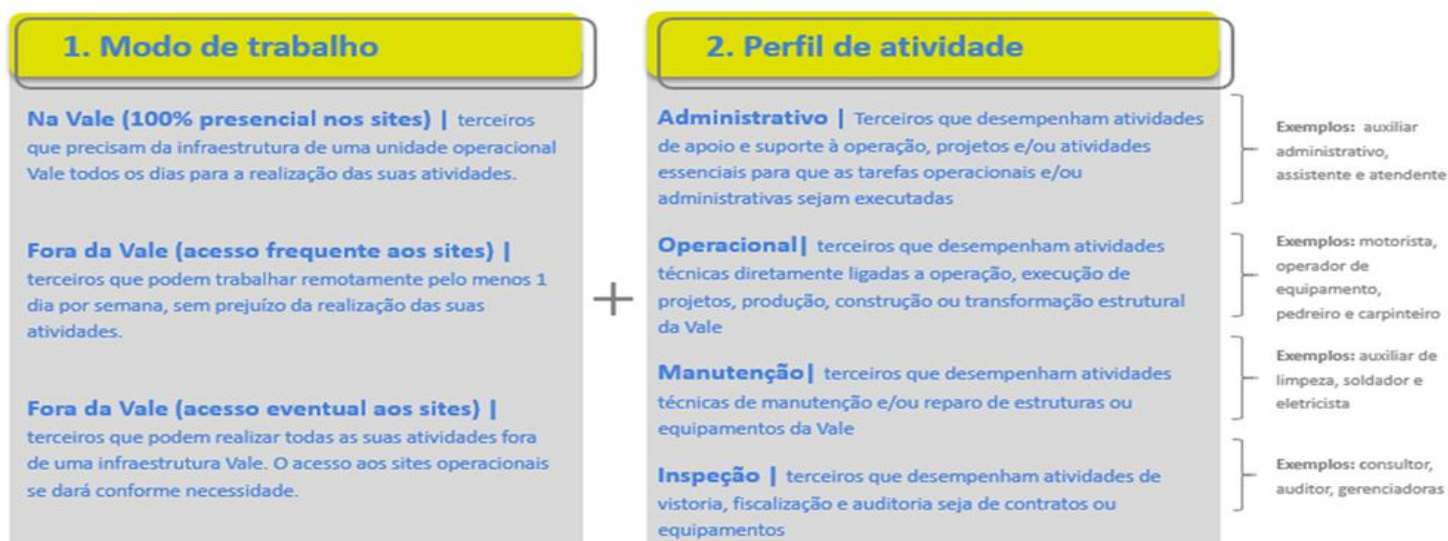 1. Modo de trabalho
Na Vale (100% presencial nos sites) | terceiros
que precisam da infraestrutura de uma unidade operacional
Vale todos os dias para a realização das suas atividades.
Fora da Vale (acesso frequente aos sites) |
terceiros que podem trabalhar remotamente pelo menos 1
dia por semana, sem prejuízo da realização das suas
atividades.
Fora da Vale (acesso eventual aos sites) |
terceiros que podem realizar todas as suas atividades fora
de uma infraestrutura Vale. O acesso aos sites operacionais
se dará conforme necessidade.
+
2. Perfil de atividade
Administrativo | Terceiros que desempenham atividades
de apoio e suporte à operação, projetos e/ou atividades
essenciais para que as tarefas operacionais e/ou
administrativas sejam executadas
Exemplos: auxiliar
administrativo,
assistente e atendente
Operacional| terceiros que desempenham atividades
técnicas diretamente ligadas a operação, execução de
projetos, produção, construção ou transformação estrutural
da Vale
Exemplos: motorista,
operador de
equipamento,
pedreiro e carpinteiro
Manutenção| terceiros que desempenham atividades
técnicas de manutenção e/ou reparo de estruturas ou
equipamentos da Vale
Exemplos: auxiliar de
limpeza, soldador e
eletricista
Inspeção | terceiros que desempenham atividades de
vistoria, fiscalização e auditoria seja de contratos ou
equipamentos
Exemplos: consultor,
auditor, gerenciadoras